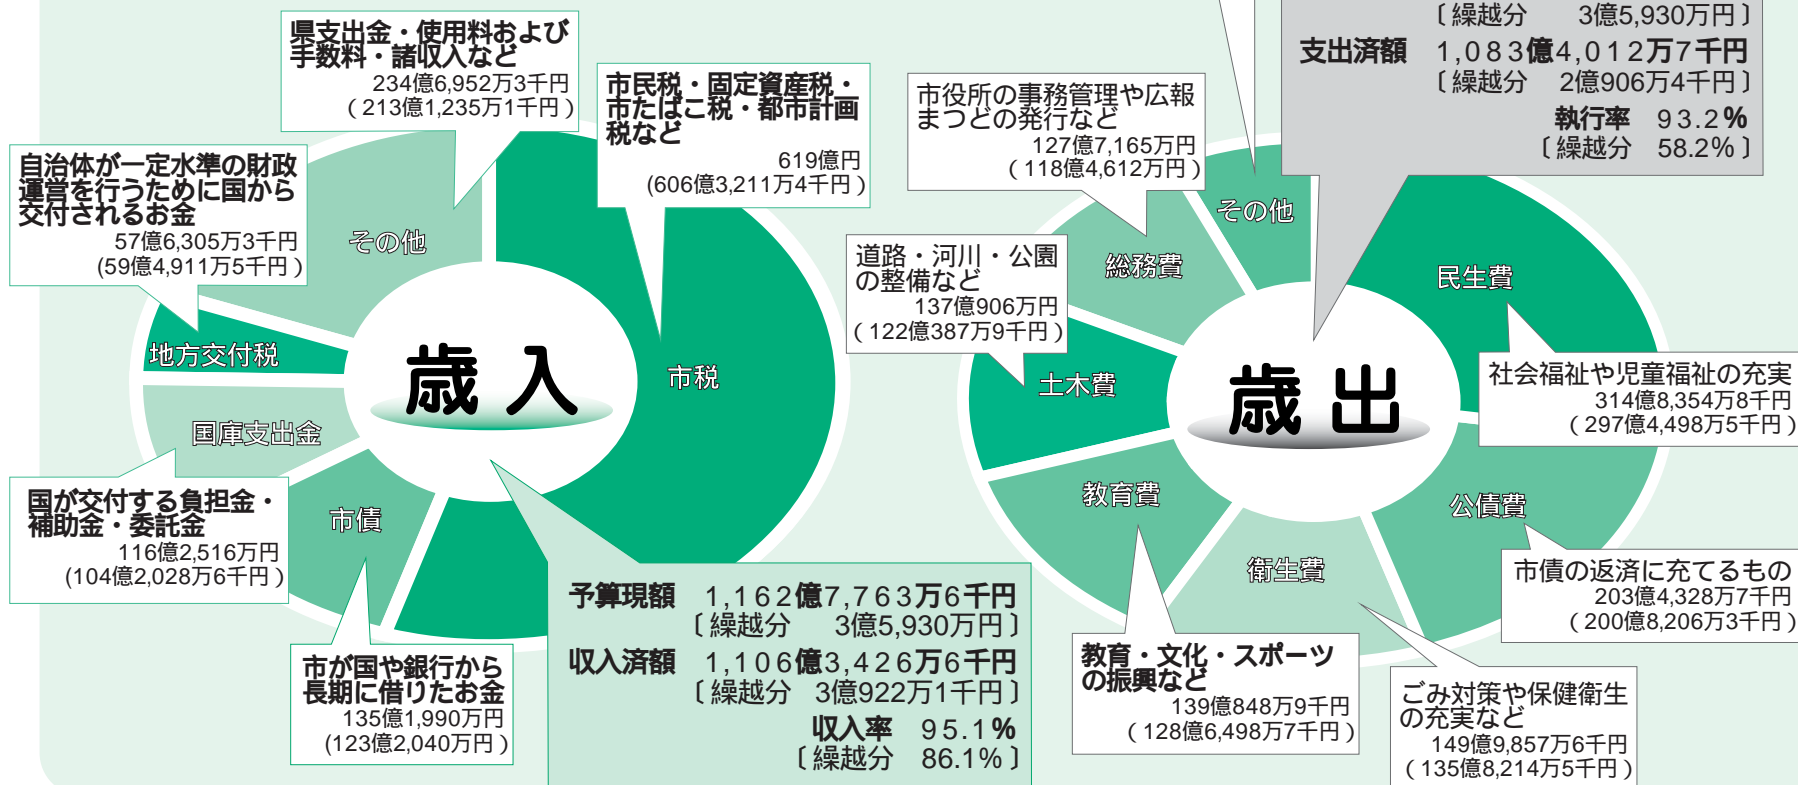 県支出金・使用料および
手数料・諸収入など
234億6,952万3千円
(213億1,235万1千円)
市民税・固定資産税・
市たばこ税・都市計画
税など
619億円
(606億3,211万4千円)
自治体が一定水準の財政
運営を行うために国から
交付されるお金
57億6,305万3千円
(59億4,911万5千円)
その他
地方交付税
国庫支出金
市債
市税
歳入
国が交付する負担金・
補助金・委託金
116億2,516万円
(104億2,028万6千円)
市が国や銀行から
長期に借りたお金
135億1,990万円
(123億2,040万円)
予算現額 1,162億7,763万6千円
〔繰越分 3億5,930万円〕
収入済額 1,106億3,426万6千円
〔繰越分 3億922万1千円〕
収入率 95.1%
〔繰越分 86.1%〕
〔繰越分 3億5,930万円〕
支出済額 1,083億4,012万7千円
〔繰越分 2億906万4千円〕
執行率 93.2%
〔繰越分 58.2%〕
市役所の事務管理や広報
まつどの発行など
127億7,165万円
(118億4,612万円)
道路・河川・公園
の整備など
137億906万円
(122億387万9千円)
その他
総務費
土木費
教育費
衛生費
公債費
民生費
歳出
社会福祉や児童福祉の充実
314億8,354万8千円
(297億4,498万5千円)
市債の返済に充てるもの
203億4,328万7千円
(200億8,206万3千円)
教育・文化・スポーツ
の振興など
139億848万9千円
(128億6,498万7千円)
ごみ対策や保健衛生
の充実など
149億9,857万6千円
(135億8,214万5千円)